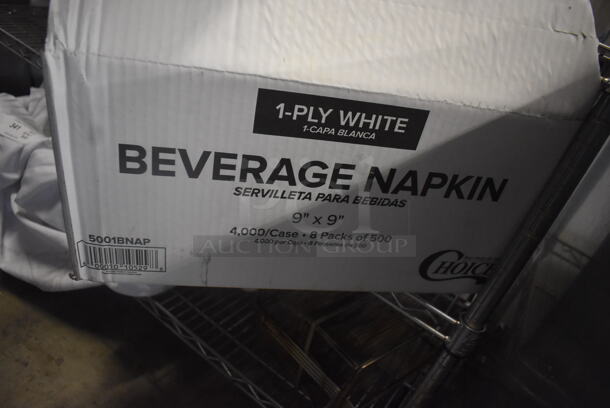 1-PLY WHITE
1-CAPA BLANCA
BEVERAGE NAPKIN
SERVILLETA PARA BEBIDAS
9" x 9"
4,000/Case • 8 Packs of 500
5001BNAP
AUCTION GROUP
CHOICE